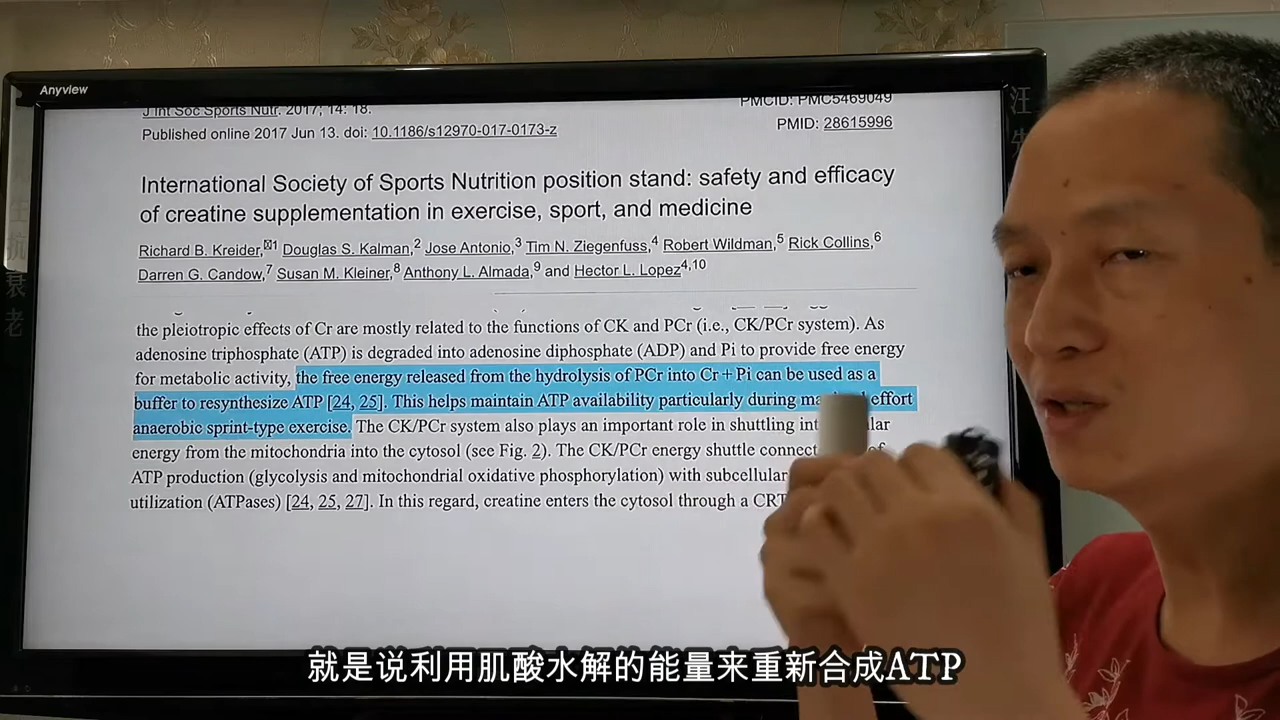 Anyview
J Int Soc Sports Nutr. 2017; 14: 18.
PMCID: PMC5469049
Published online 2017 Jun 13. doi: 10.1186/s12970-017-0173-z
PMID: 28615996
International Society of Sports Nutrition position stand: safety and efficacy
of creatine supplementation in exercise, sport, and medicine
Richard B. Kreider,✉1 Douglas S. Kalman,2 Jose Antonio,3 Tim N. Ziegenfuss,4 Robert Wildman,5 Rick Collins,6
Darren G. Candow,7 Susan M. Kleiner,8 Anthony L. Almada,9 and Hector L. Lopez4,10
the pleiotropic effects of Cr are mostly related to the functions of CK and PCr (i.e., CK/PCr system). As
adenosine triphosphate (ATP) is degraded into adenosine diphosphate (ADP) and Pi to provide free energy
for metabolic activity, the free energy released from the hydrolysis of PCr into Cr + Pi can be used as a
buffer to resynthesize ATP [24, 25]. This helps maintain ATP availability particularly during effort
anaerobic sprint-type exercise. The CK/PCr system also plays an important role in shuttling
energy from the mitochondria into the cytosol (see Fig. 2). The CK/PCr energy shuttle connect of
ATP production (glycolysis and mitochondrial oxidative phosphorylation) with subcellular
utilization (ATPases) [24, 25, 27]. In this regard, creatine enters the cytosol through a CRT
汪
抗
衰
老
就是说利用肌酸水解的能量来重新合成ATP